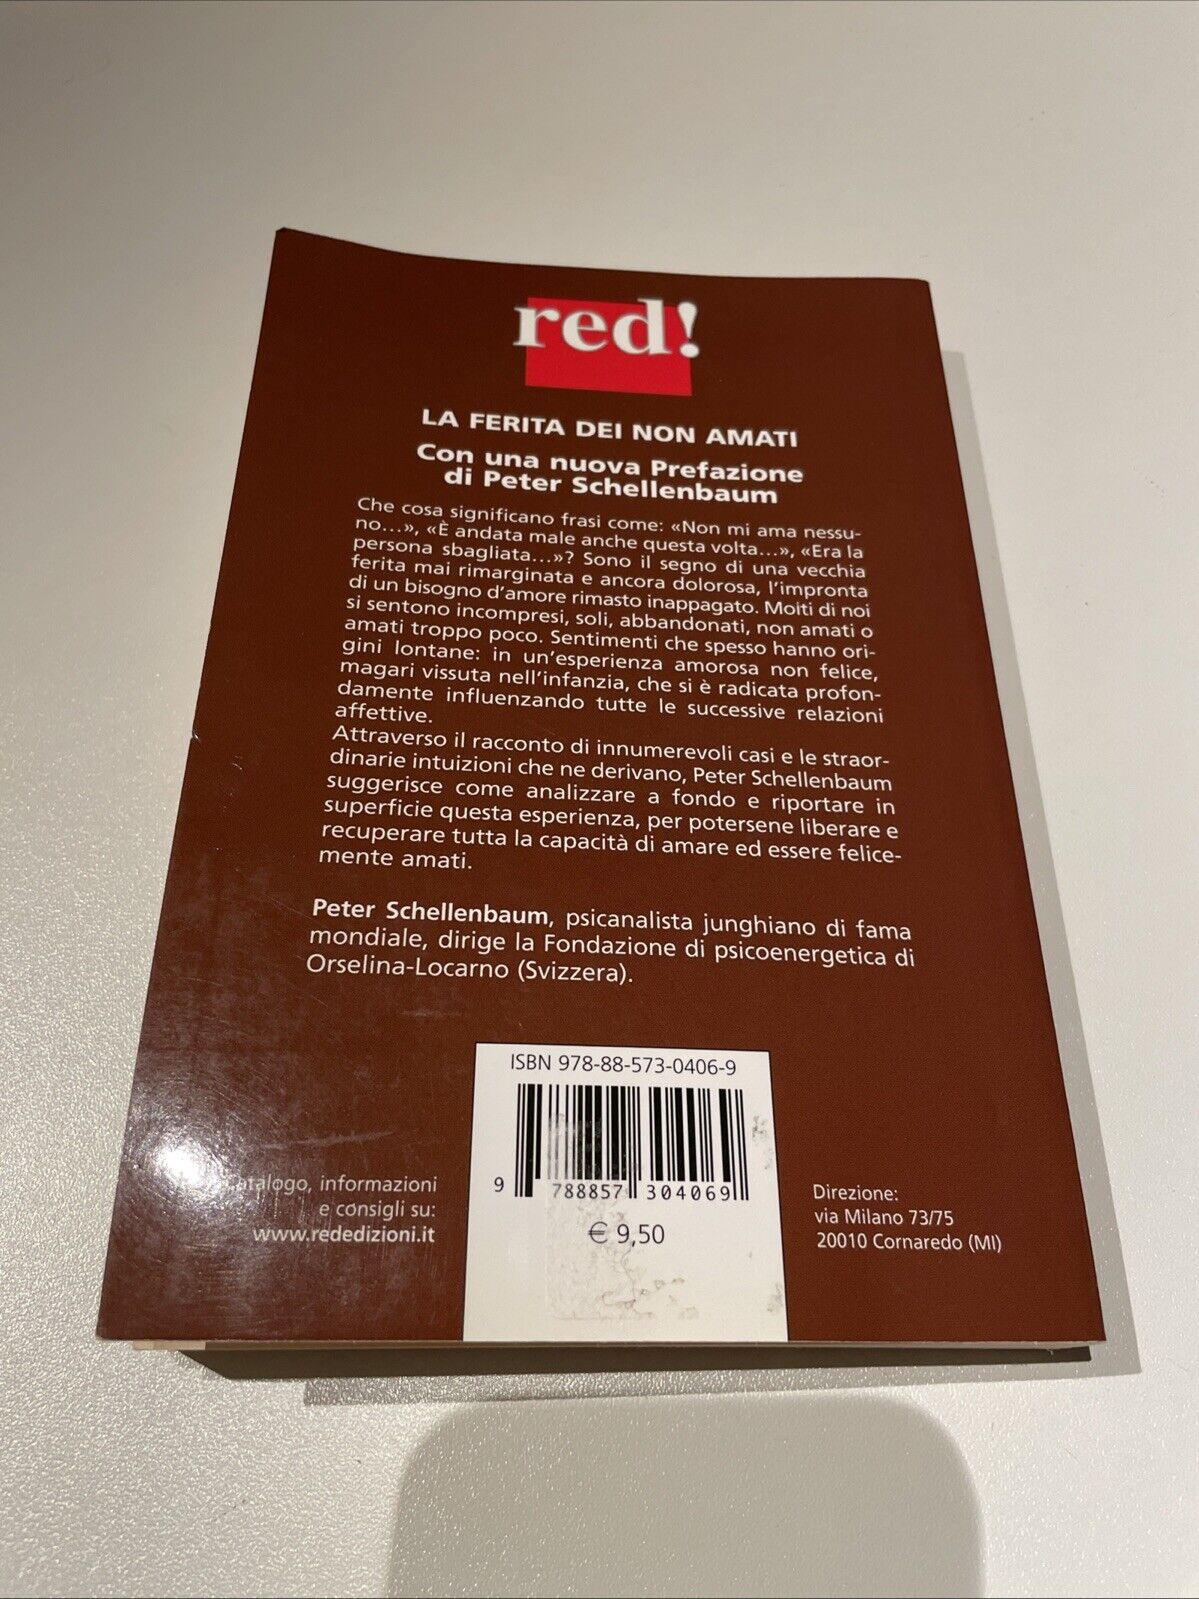 red!
LA FERITA DEI NON AMATI
Con una nuova Prefazione
di Peter Schellenbaum
Che cosa significano frasi come: «Non mi ama nessu-
no...», «È andata male anche questa volta...», «Era la
persona sbagliata...»? Sono il segno di una vecchia
ferita mai rimarginata e ancora dolorosa, l'impronta
di un bisogno d'amore rimasto inappagato. Molti di noi
si sentono incompresi, soli, abbandonati, non amati o
amati troppo poco. Sentimenti che spesso hanno ori-
gini lontane: in un'esperienza amorosa non felice,
magari vissuta nell'infanzia, che si è radicata profon-
damente influenzando tutte le successive relazioni
affettive.
Attraverso il racconto di innumerevoli casi e le straor-
dinarie intuizioni che ne derivano, Peter Schellenbaum
suggerisce come analizzare a fondo e riportare in
superficie questa esperienza, per potersene liberare e
recuperare tutta la capacità di amare ed essere felice-
mente amati.
Peter Schellenbaum, psicanalista junghiano di fama
mondiale, dirige la Fondazione di psicoenergetica di
Orselina-Locarno (Svizzera).
ISBN 978-88-573-0406-9
9 788857 304069
€ 9,50
catalogo, informazioni
e consigli su:
www.rededizioni.it
Direzione:
via Milano 73/75
20010 Cornaredo (MI)